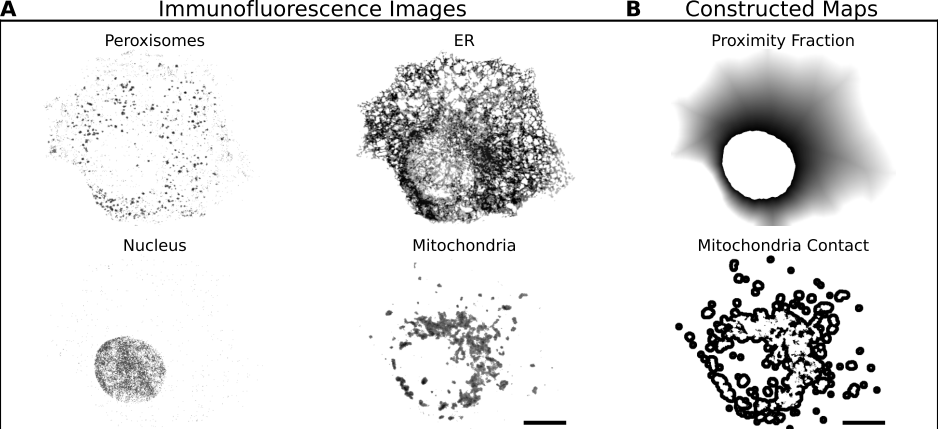 A Immunofluorescence Images B Constructed Maps
Peroxisomes ER Proximity Fraction
Nucleus Mitochondria Mitochondria Contact